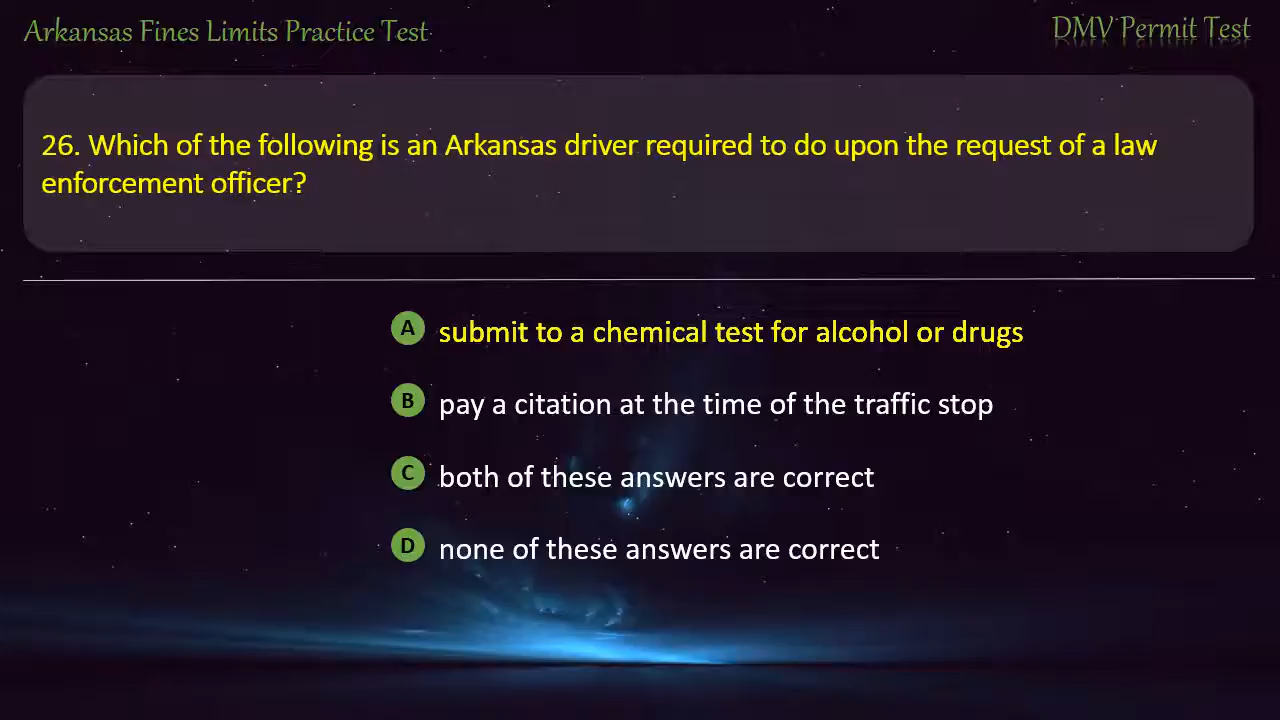 Arkansas Fines Limits Practice Test
DMV Permit Test
26. Which of the following is an Arkansas driver required to do upon the request of a law
enforcement officer?
A submit to a chemical test for alcohol or drugs
B pay a citation at the time of the traffic stop
C both of these answers are correct
D none of these answers are correct